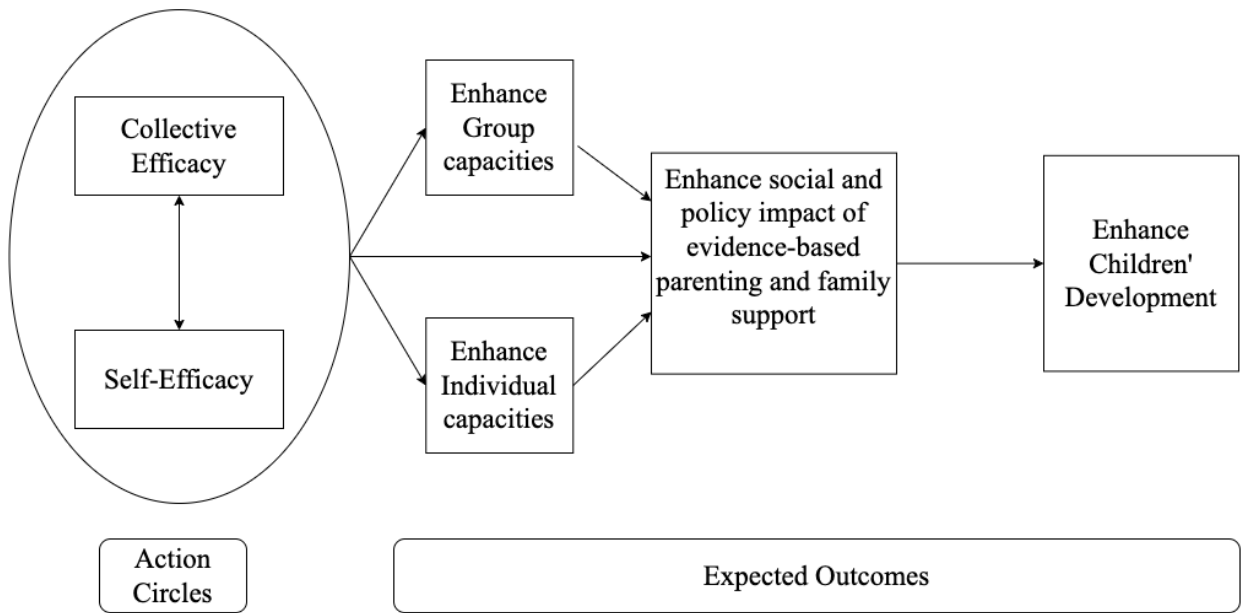 Collective
Efficacy
Self-Efficacy
Enhance
Group
capacities
Enhance
Individual
capacities
Enhance social and
policy impact of
evidence-based
parenting and family
support
Enhance
Children'
Development
Action
Circles
Expected Outcomes